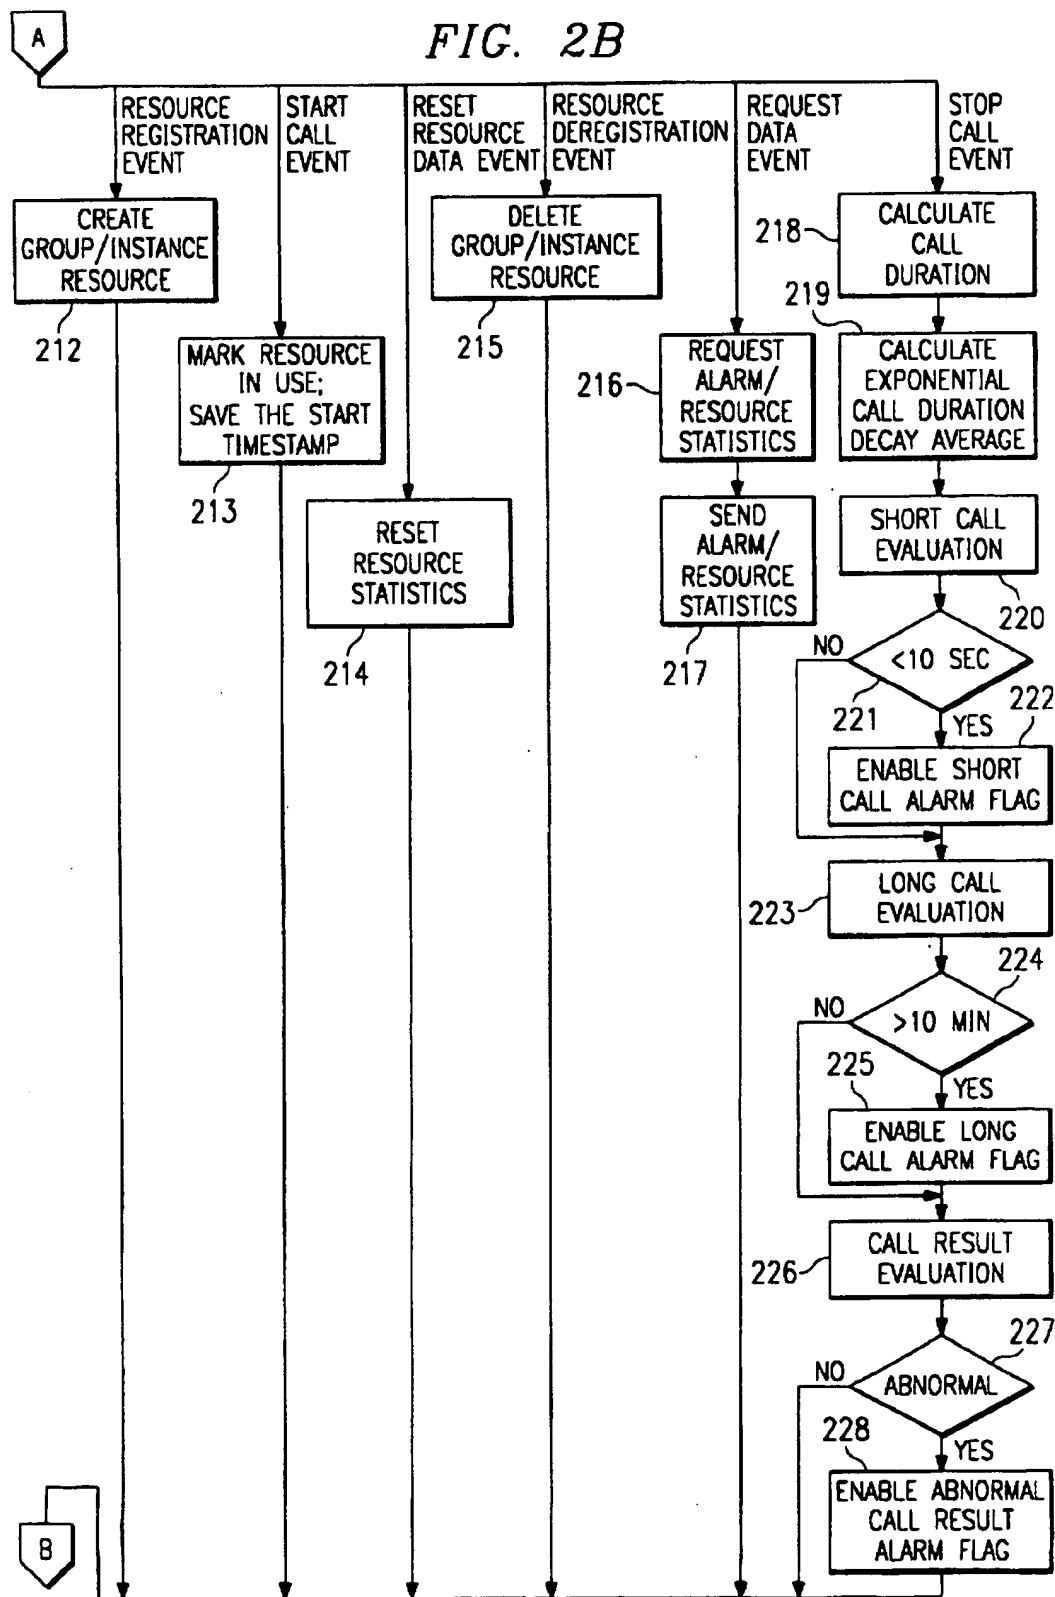 A
FIG. 2B
RESOURCE
REGISTRATION
EVENT
START
CALL
EVENT
RESET
RESOURCE
DATA EVENT
RESOURCE
DEREGISTRATION
EVENT
REQUEST
DATA
EVENT
STOP
CALL
EVENT
CREATE
GROUP/INSTANCE
RESOURCE
212
MARK RESOURCE
IN USE;
SAVE THE START
TIMESTAMP
213
RESET
RESOURCE
STATISTICS
214
DELETE
GROUP/INSTANCE
RESOURCE
215
REQUEST
ALARM/
RESOURCE
STATISTICS
216
SEND
ALARM/
RESOURCE
STATISTICS
217
CALCULATE
CALL
DURATION
218
219
CALCULATE
EXPONENTIAL
CALL DURATION
DECAY AVERAGE
SHORT CALL
EVALUATION
220
<10 SEC
NO
221
YES
222
ENABLE SHORT
CALL ALARM FLAG
LONG CALL
EVALUATION
223
224
>10 MIN
NO
YES
225
ENABLE LONG
CALL ALARM FLAG
CALL RESULT
EVALUATION
226
227
ABNORMAL
NO
YES
228
ENABLE ABNORMAL
CALL RESULT
ALARM FLAG
B